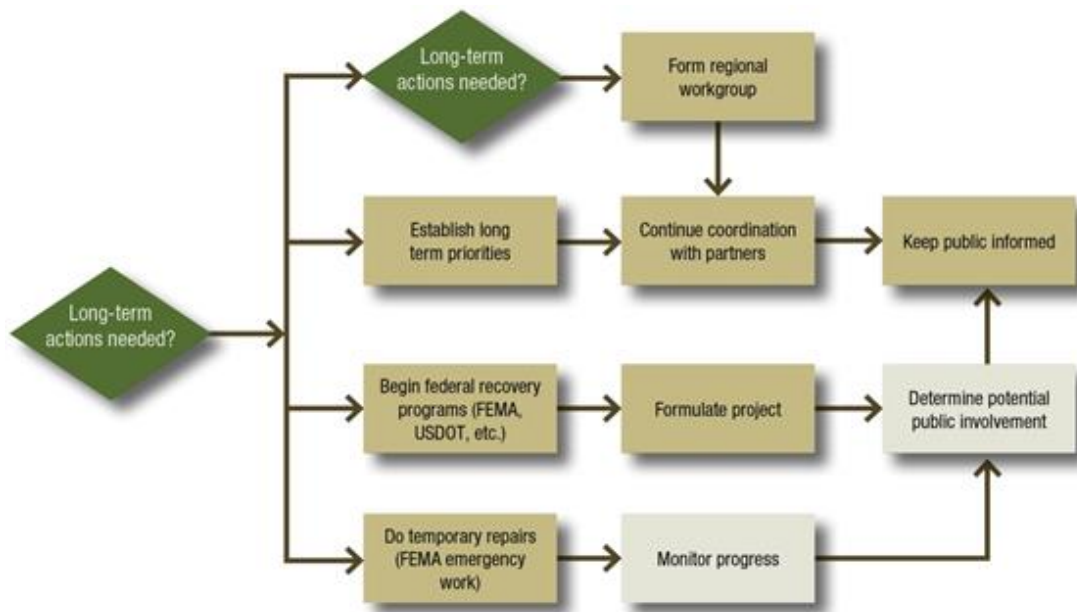 Long-term
actions needed?
Form regional
workgroup
Establish long
term priorities
Continue coordination
with partners
Keep public informed
Long-term
actions needed?
Begin federal recovery
programs (FEMA,
USDOT, etc.)
Formulate project
Determine potential
public involvement
Do temporary repairs
(FEMA emergency
work)
Monitor progress